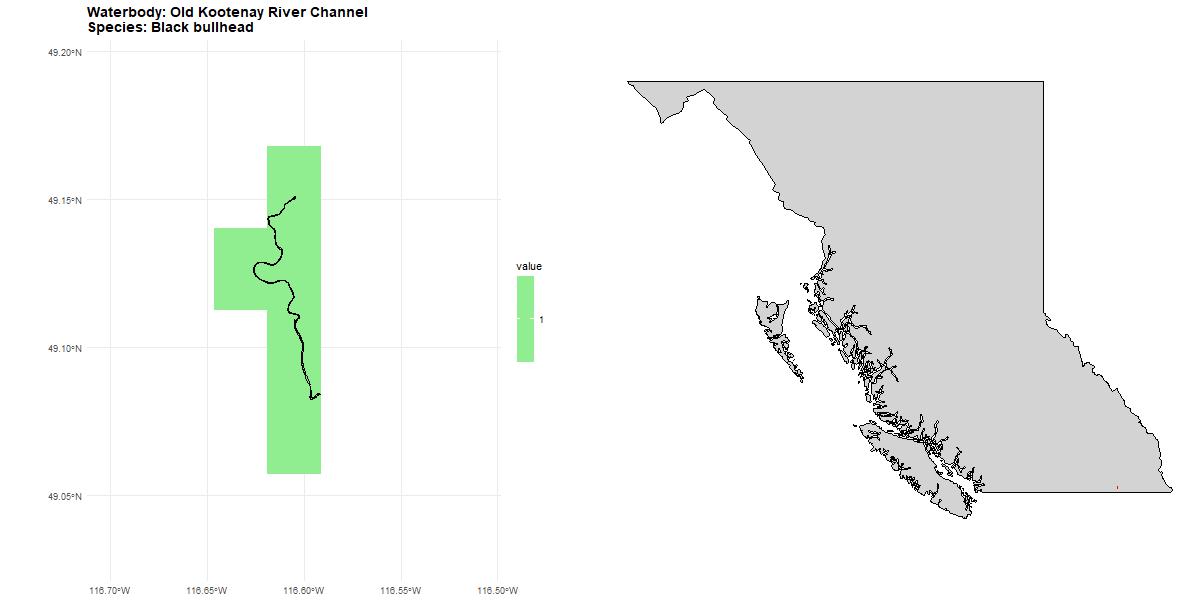 Waterbody: Old Kootenay River Channel
Species: Black bullhead
49.20°N
49.15°N
49.10°N
49.05°N
value
1
116.70°W
116.65°W
116.60°W
116.55°W
116.50°W